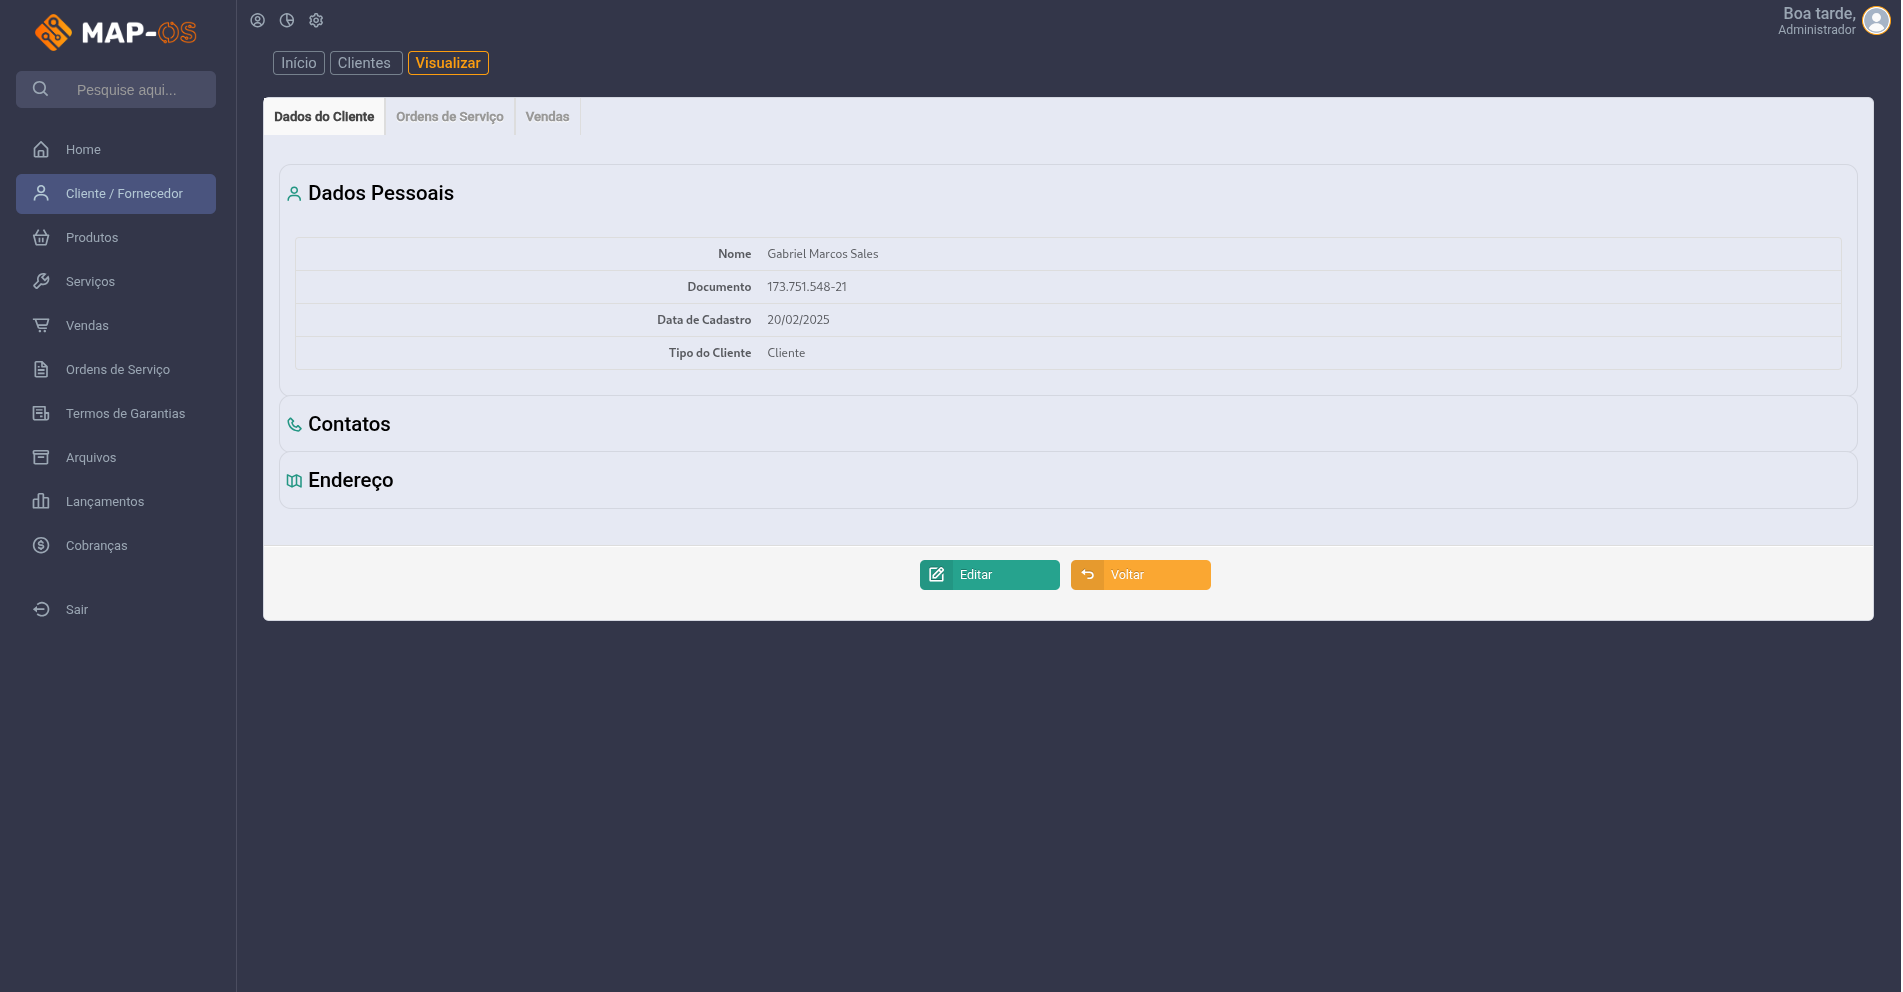 MAP-OS
Boa tarde,
Administrador
Pesquise aqui...
Início
Clientes
Visualizar
Home
Cliente / Fornecedor
Produtos
Serviços
Vendas
Ordens de Serviço
Termos de Garantias
Arquivos
Lançamentos
Cobranças
Sair
Dados do Cliente
Ordens de Serviço
Vendas
Dados Pessoais
Nome Gabriel Marcos Sales
Documento 173.751.548-21
Data de Cadastro 20/02/2025
Tipo do Cliente Cliente
Contatos
Endereço
Editar
Voltar